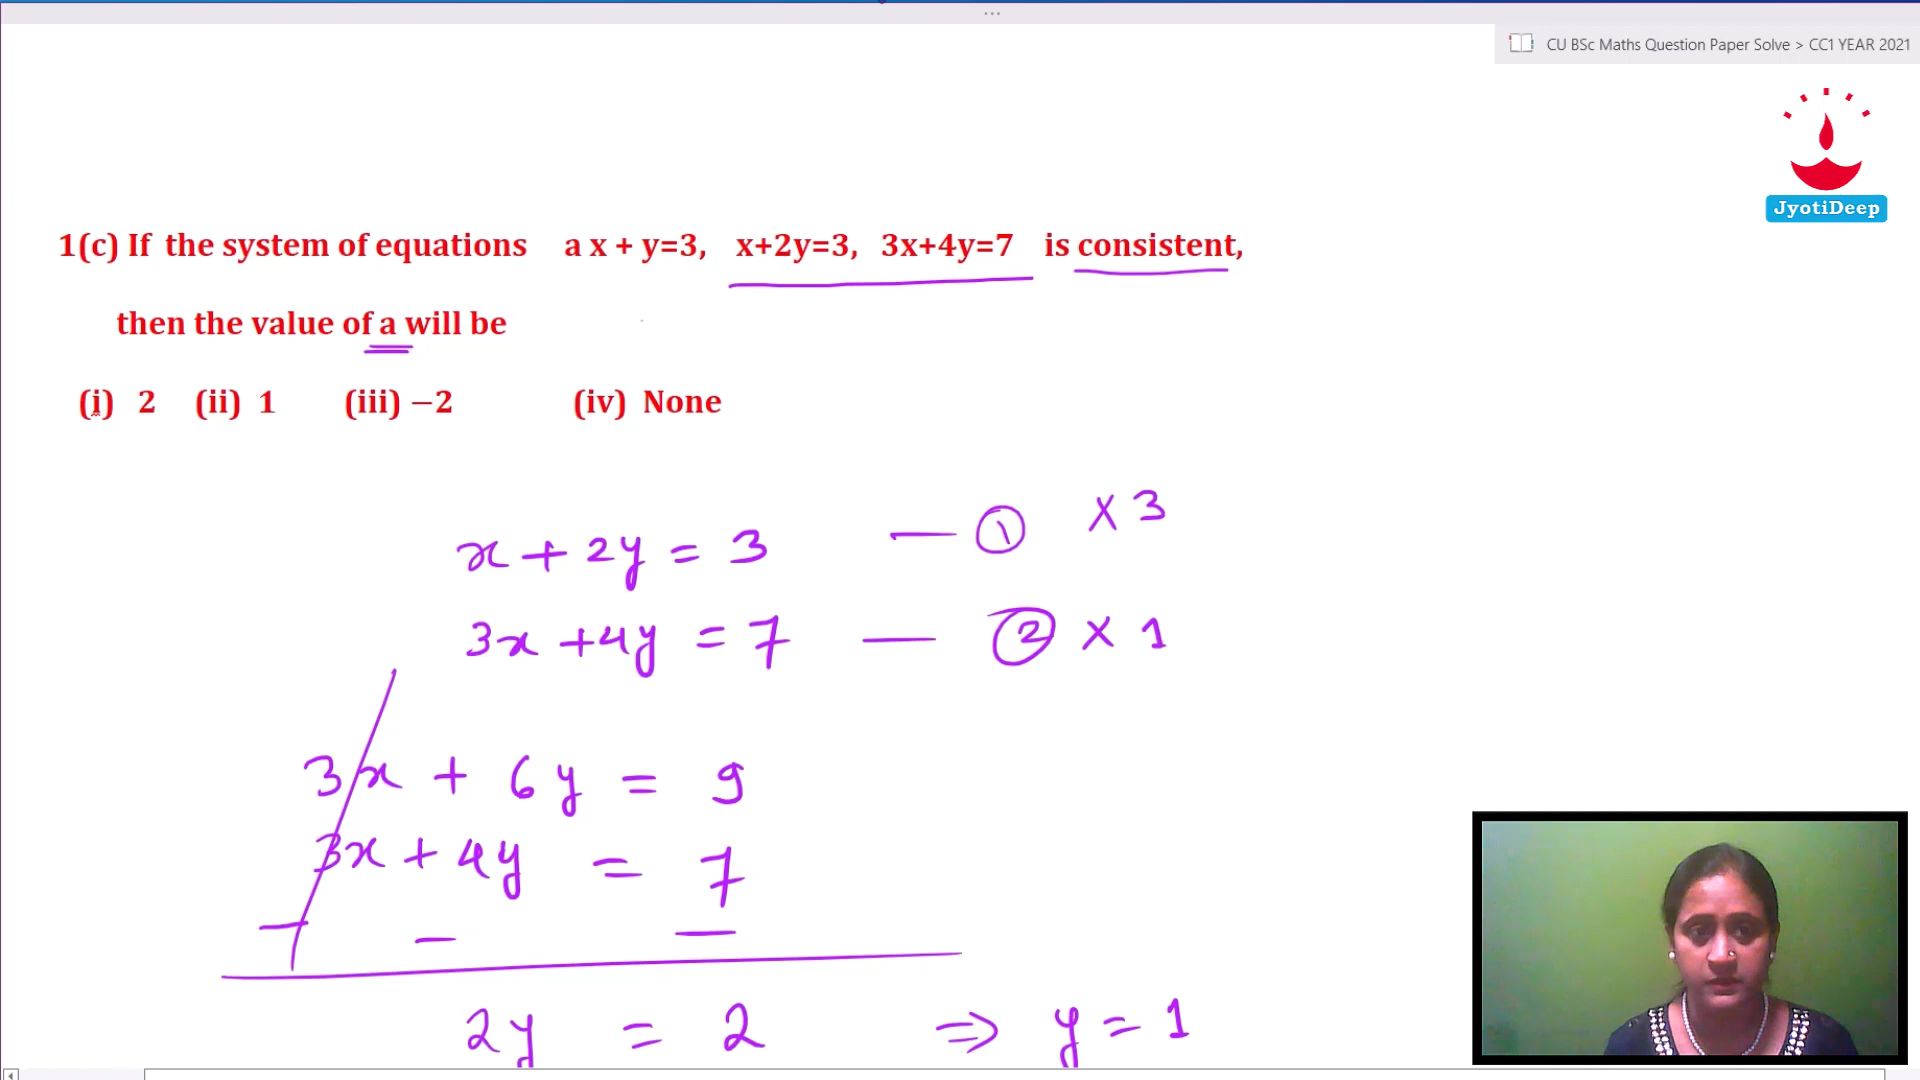 ...
CU BSc Maths Question Paper Solve > CC1 YEAR 2021
JyotiDeep
1(c) If the system of equations a x + y=3, x+2y=3, 3x+4y=7 is consistent,
then the value of a will be
(i) 2 (ii) 1 (iii) −2 (iv) None
x + 2y = 3 — ① × 3
3x + 4y = 7 — ② × 1
3x + 6y = 9
3x + 4y = 7
− − −
2y = 2 ⇒ y = 1